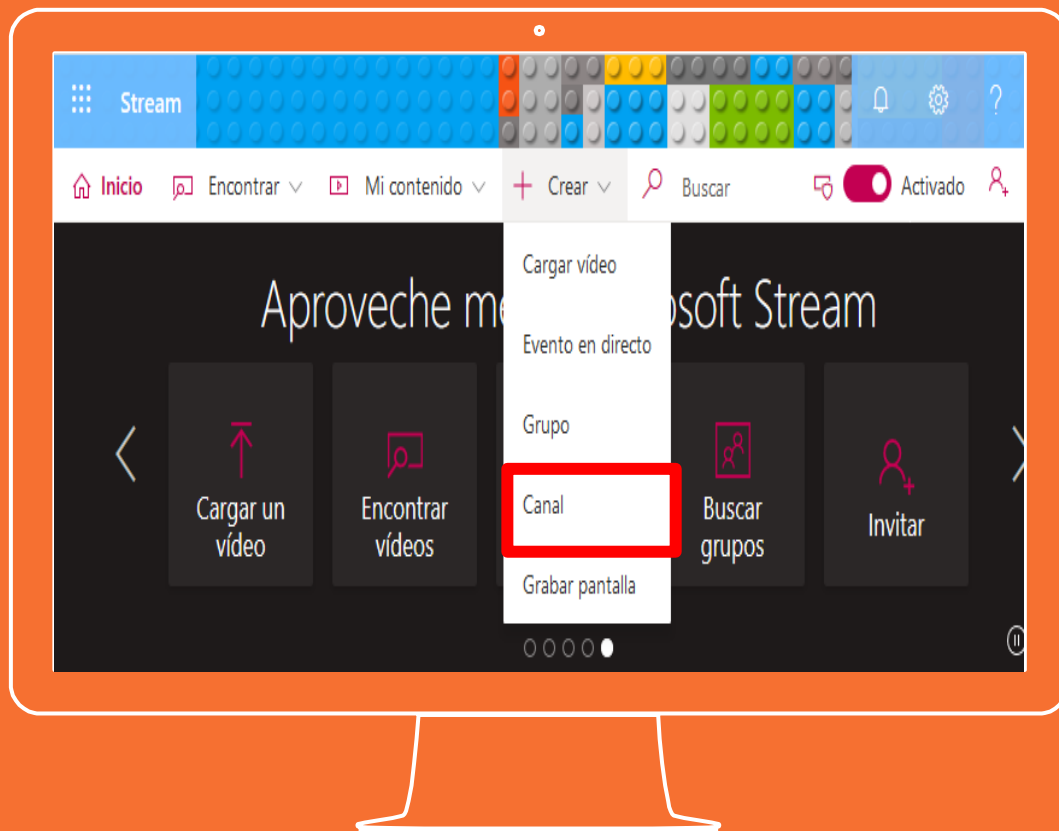 Stream
?
Inicio Encontrar Mi contenido Crear Buscar Activado
Cargar vídeo
Evento en directo
Grupo
Canal
Grabar pantalla
Aproveche osoft Stream
Cargar un
vídeo
Encontrar
vídeos
Buscar
grupos
Invitar